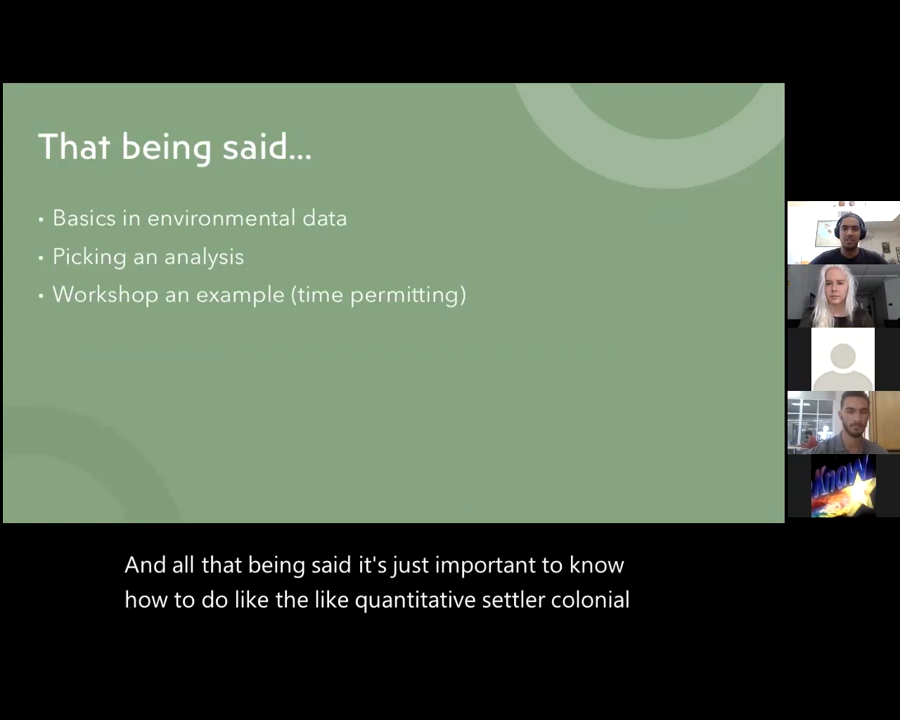 That being said...
• Basics in environmental data
• Picking an analysis
• Workshop an example (time permitting)
Know!
And all that being said it's just important to know
how to do like the like quantitative settler colonial